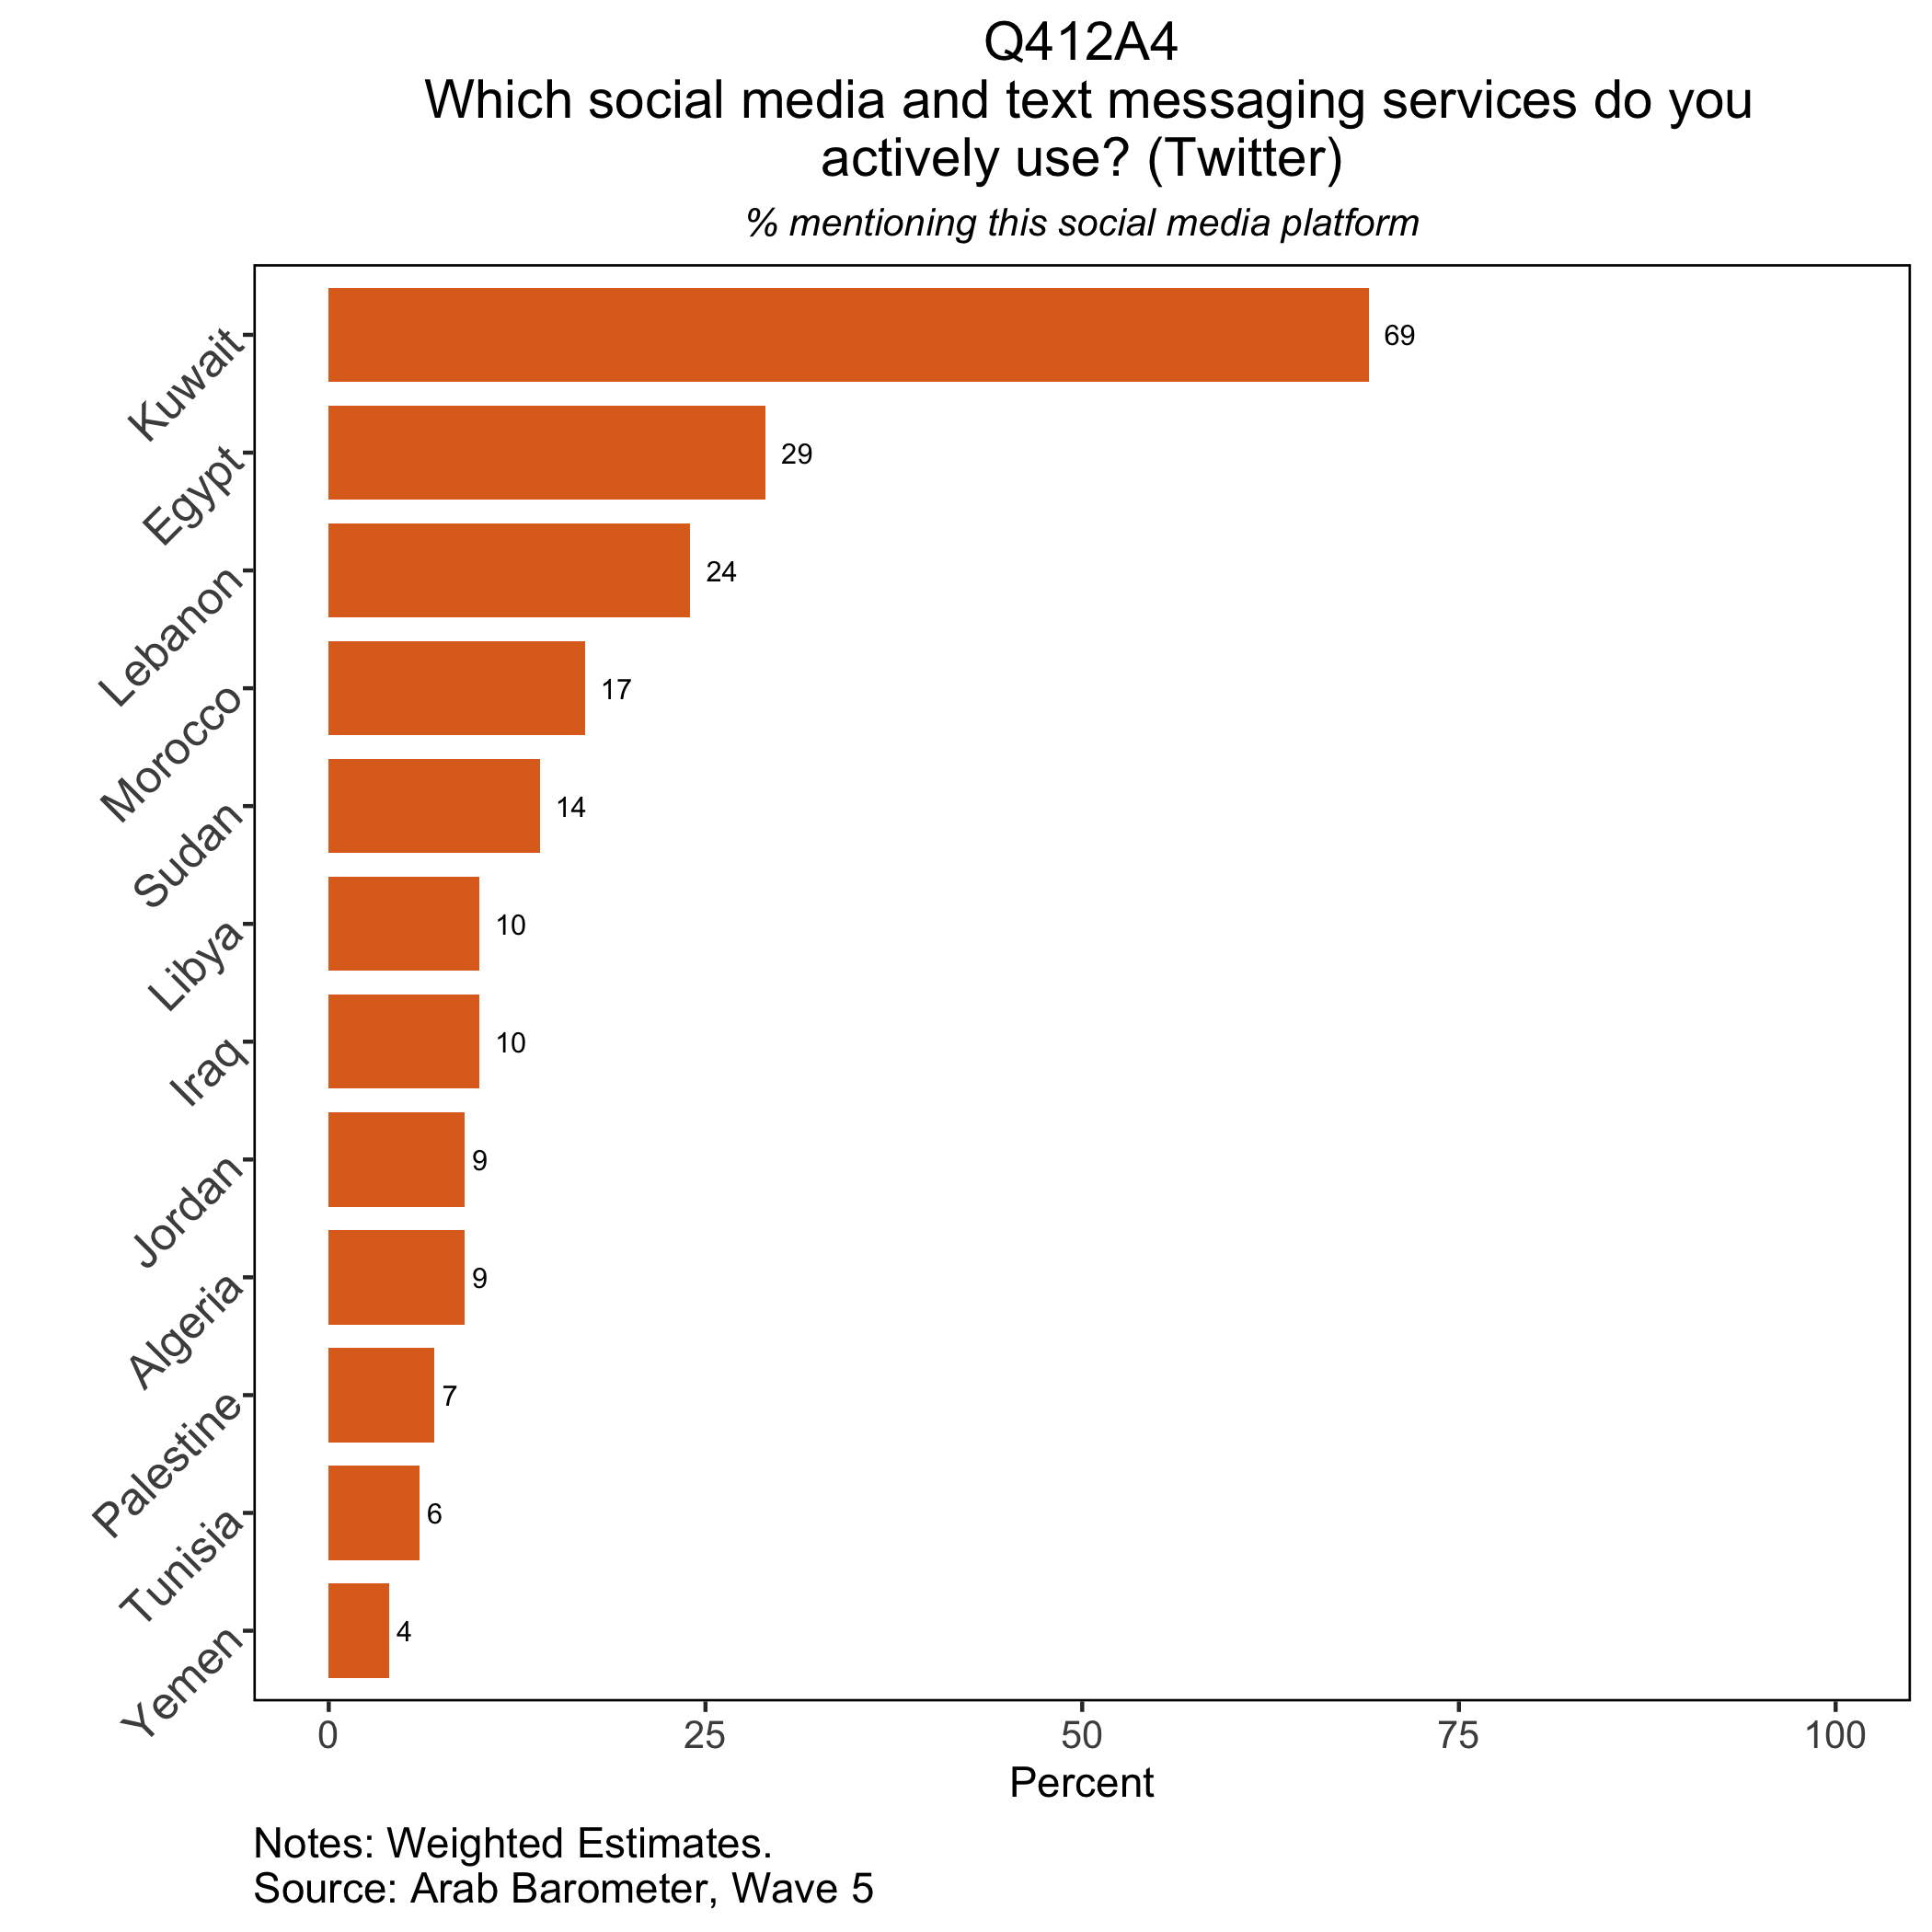 Q412A4
Which social media and text messaging services do you
actively use? (Twitter)
% mentioning this social media platform
Kuwait
69
Egypt
29
Lebanon
24
Morocco
17
Sudan
14
Libya
10
Iraq
10
Jordan
9
Algeria
9
Palestine
7
Tunisia
6
Yemen
4
0 25 50 75 100
Percent
Notes: Weighted Estimates.
Source: Arab Barometer, Wave 5